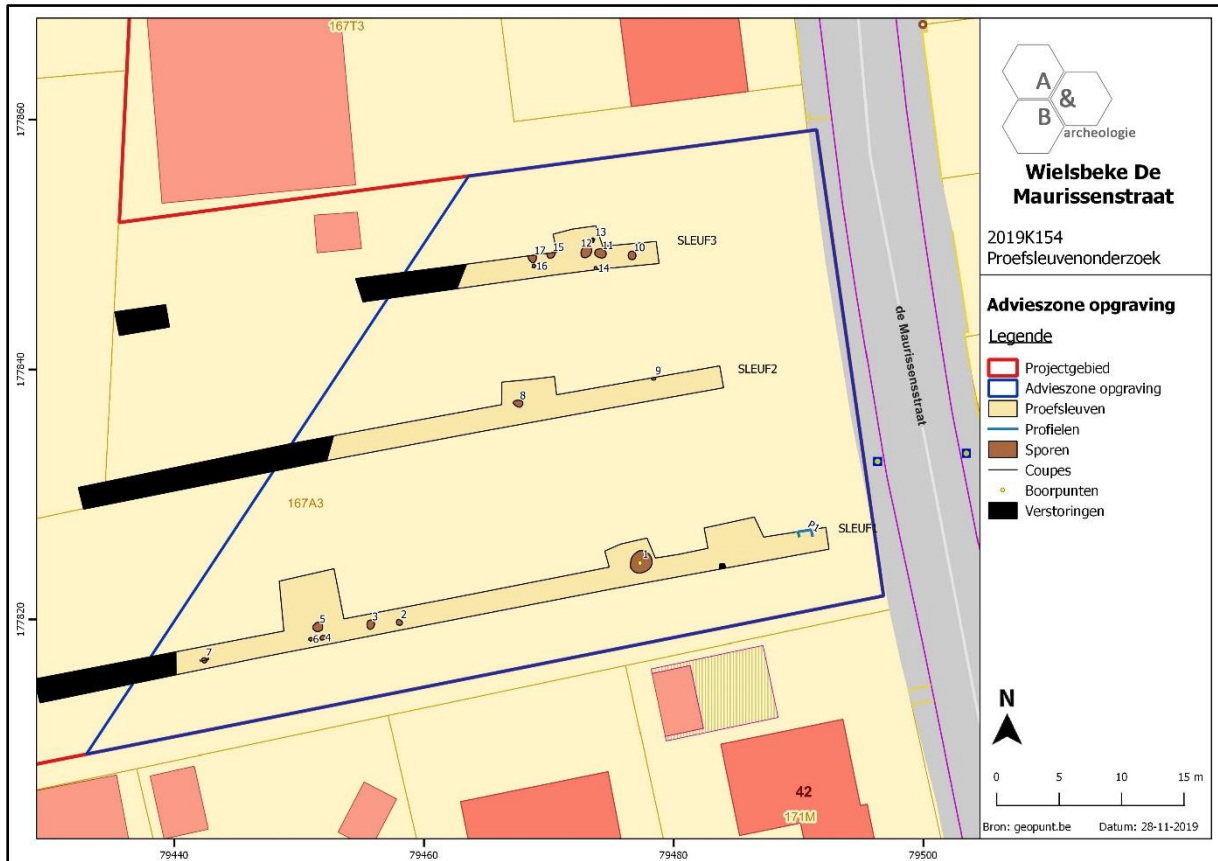 167T3
177860
177840
177820
79440
79460
79480
79500
SLEUF3
17
16
15
12
13
11
14
10
SLEUF2
8
9
167A3
SLEUF1
P1
1
5
6
4
3
2
7
de Maurissensstraat
42
171M
A
&
B
archeologie
Wielsbeke De
Maurissenstraat
2019K154
Proefsleuvenonderzoek
Advieszone opgraving
Legende
Projectgebied
Advieszone opgraving
Proefsleuven
Profielen
Sporen
Coupes
Boorpunten
Verstoringen
N
0 5 10 15 m
Bron: geopunt.be Datum: 28-11-2019